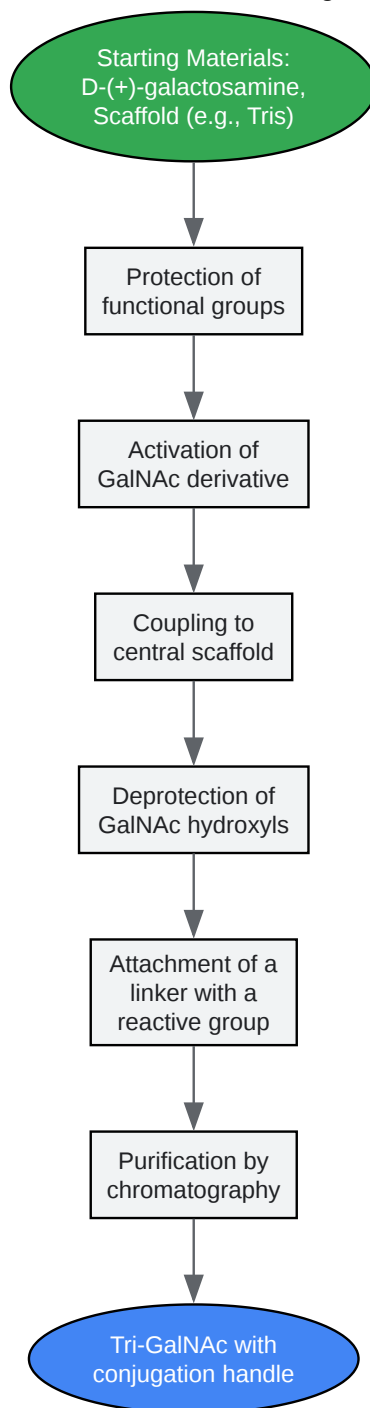 Starting Materials:
D-(+)-galactosamine,
Scaffold (e.g., Tris)
Protection of
functional groups
Activation of
GalNAc derivative
Coupling to
central scaffold
Deprotection of
GalNAc hydroxyls
Attachment of a
linker with a
reactive group
Purification by
chromatography
Tri-GalNAc with
conjugation handle